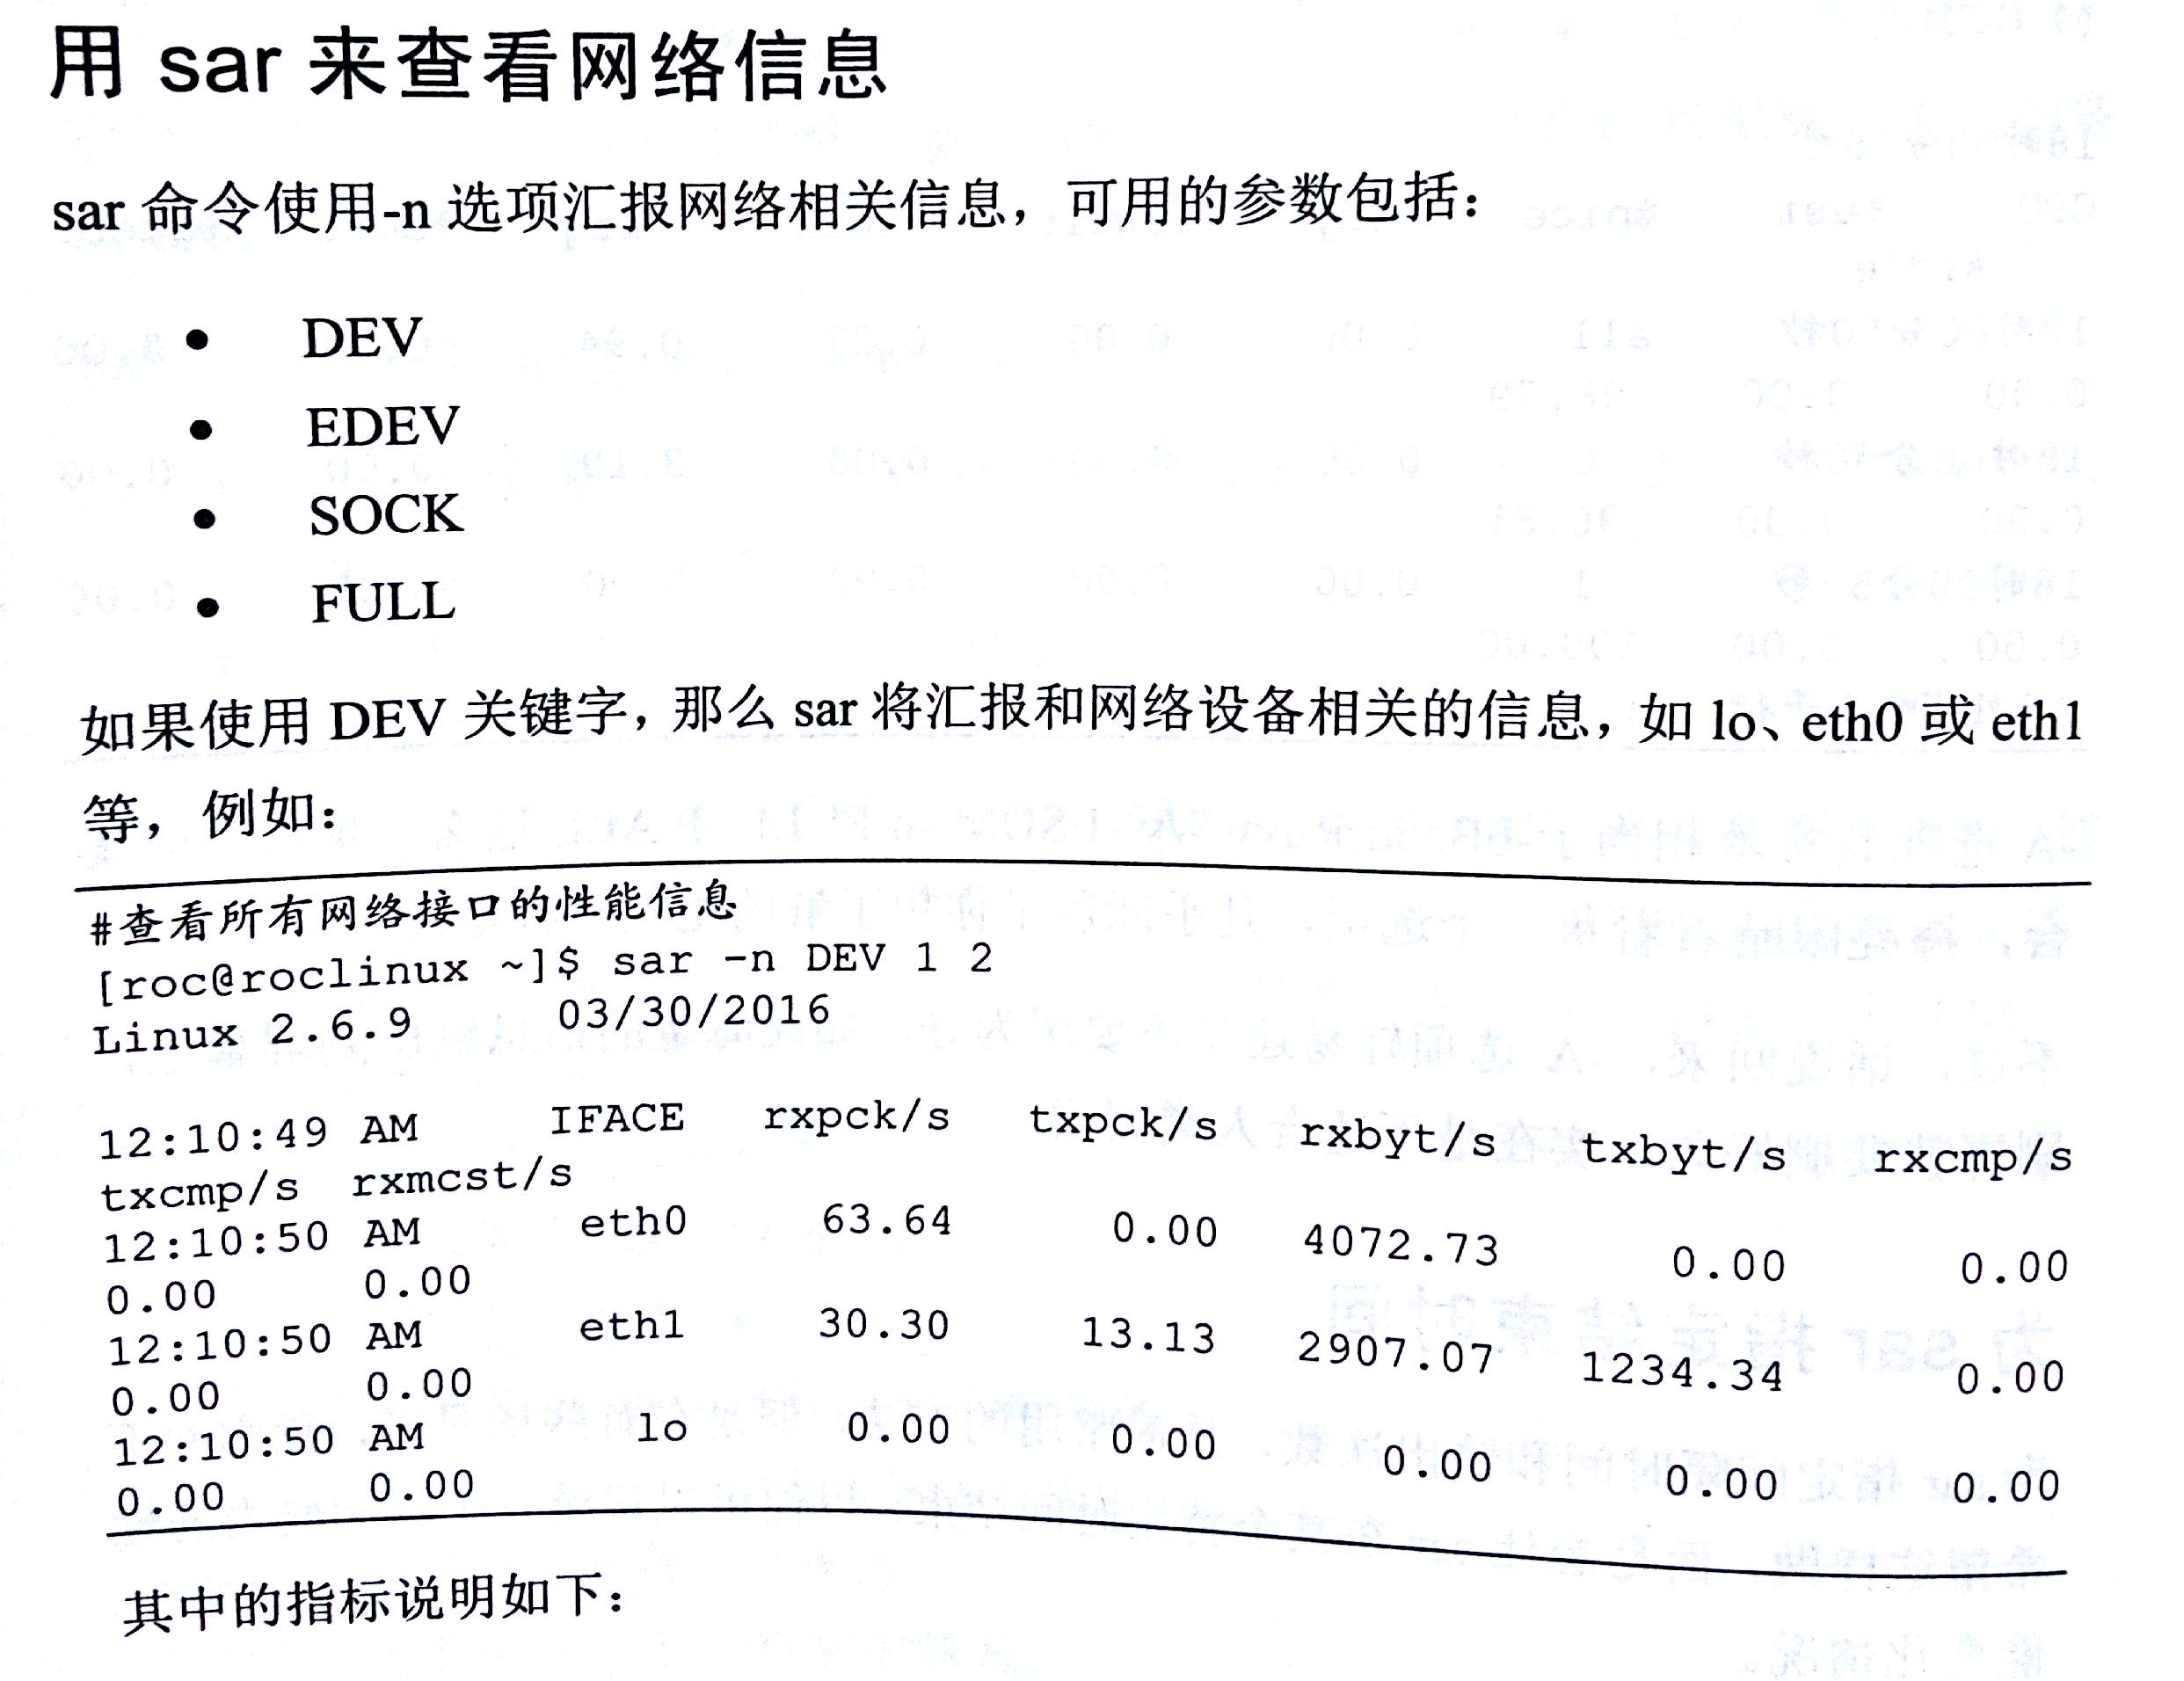 用 sar 来查看网络信息
sar 命令使用-n 选项汇报网络相关信息，可用的参数包括：
• DEV
• EDEV
• SOCK
• FULL
如果使用 DEV 关键字，那么 sar 将汇报和网络设备相关的信息，如 lo、eth0 或 eth1
等，例如：
#查看所有网络接口的性能信息
[roc@roclinux ~]$ sar -n DEV 1 2
Linux 2.6.9 03/30/2016
12:10:49 AM IFACE rxpck/s txpck/s rxbyt/s txbyt/s rxcmp/s
txcmp/s rxmcst/s
12:10:50 AM eth0 63.64 0.00 4072.73 0.00 0.00
0.00 0.00
12:10:50 AM eth1 30.30 13.13 2907.07 1234.34 0.00
0.00 0.00
12:10:50 AM lo 0.00 0.00 0.00 0.00 0.00
0.00 0.00
其中的指标说明如下：